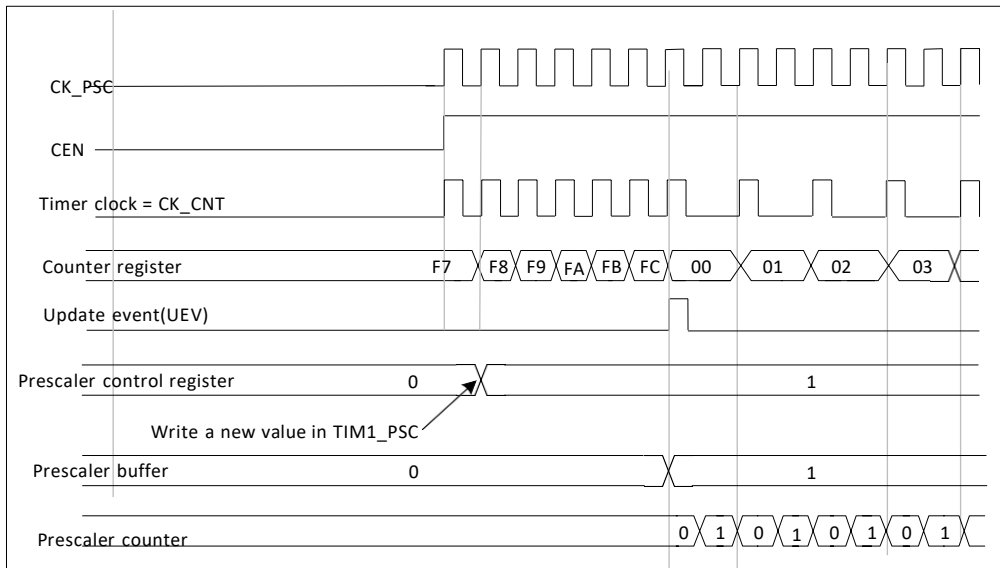 CK_PSC
CEN
Timer clock = CK_CNT
Counter register F7 F8 F9 FA FB FC 00 01 02 03
Update event(UEV)
Prescaler control register 0 1
Write a new value in TIM1_PSC
Prescaler buffer 0 1
Prescaler counter 0 1 0 1 0 1 0 1